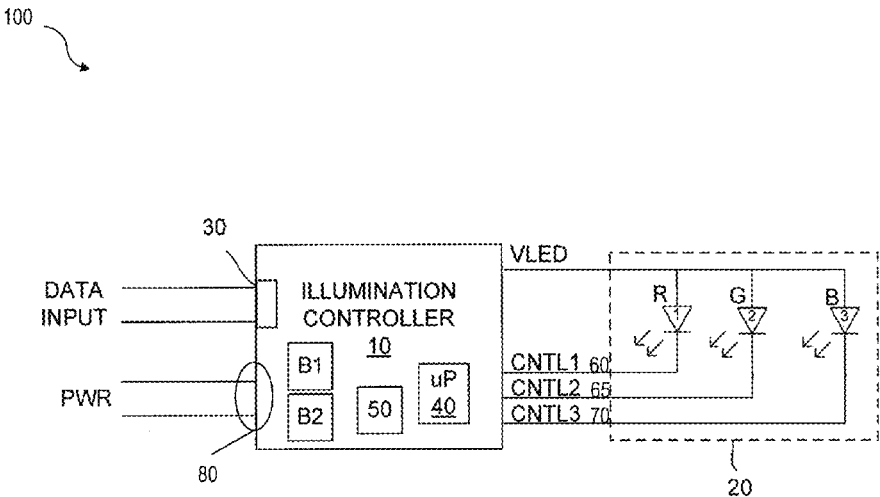 100
30
VLED
DATA
INPUT
ILLUMINATION
CONTROLLER
10
R
G
B
1
2
3
B1
B2
50
uP
40
CNTL1 60
CNTL2 65
CNTL3 70
PWR
80
20